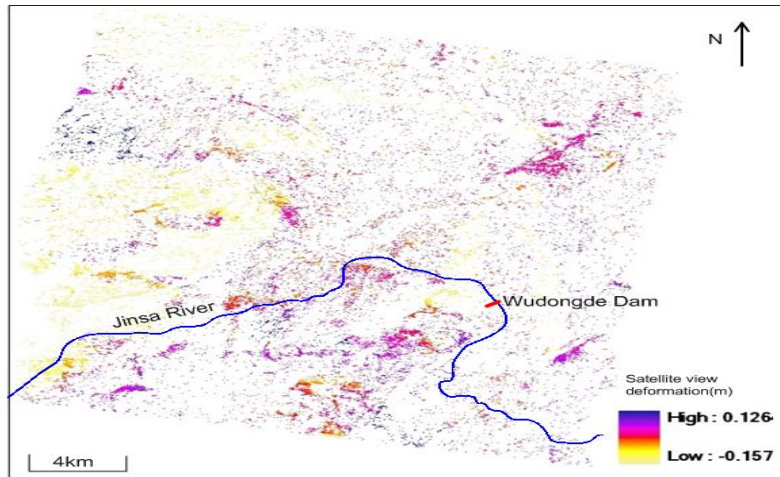 N
Jinsa River
Wudongde Dam
Satellite view
deformation(m)
High : 0.126
Low : -0.157
4km